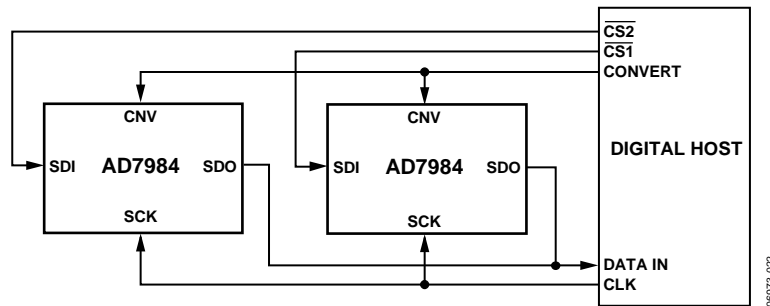 CS2
CS1
CONVERT
CNV
CNV
DIGITAL HOST
SDI AD7984 SDO
SDI AD7984 SDO
SCK
SCK
DATA IN
CLK